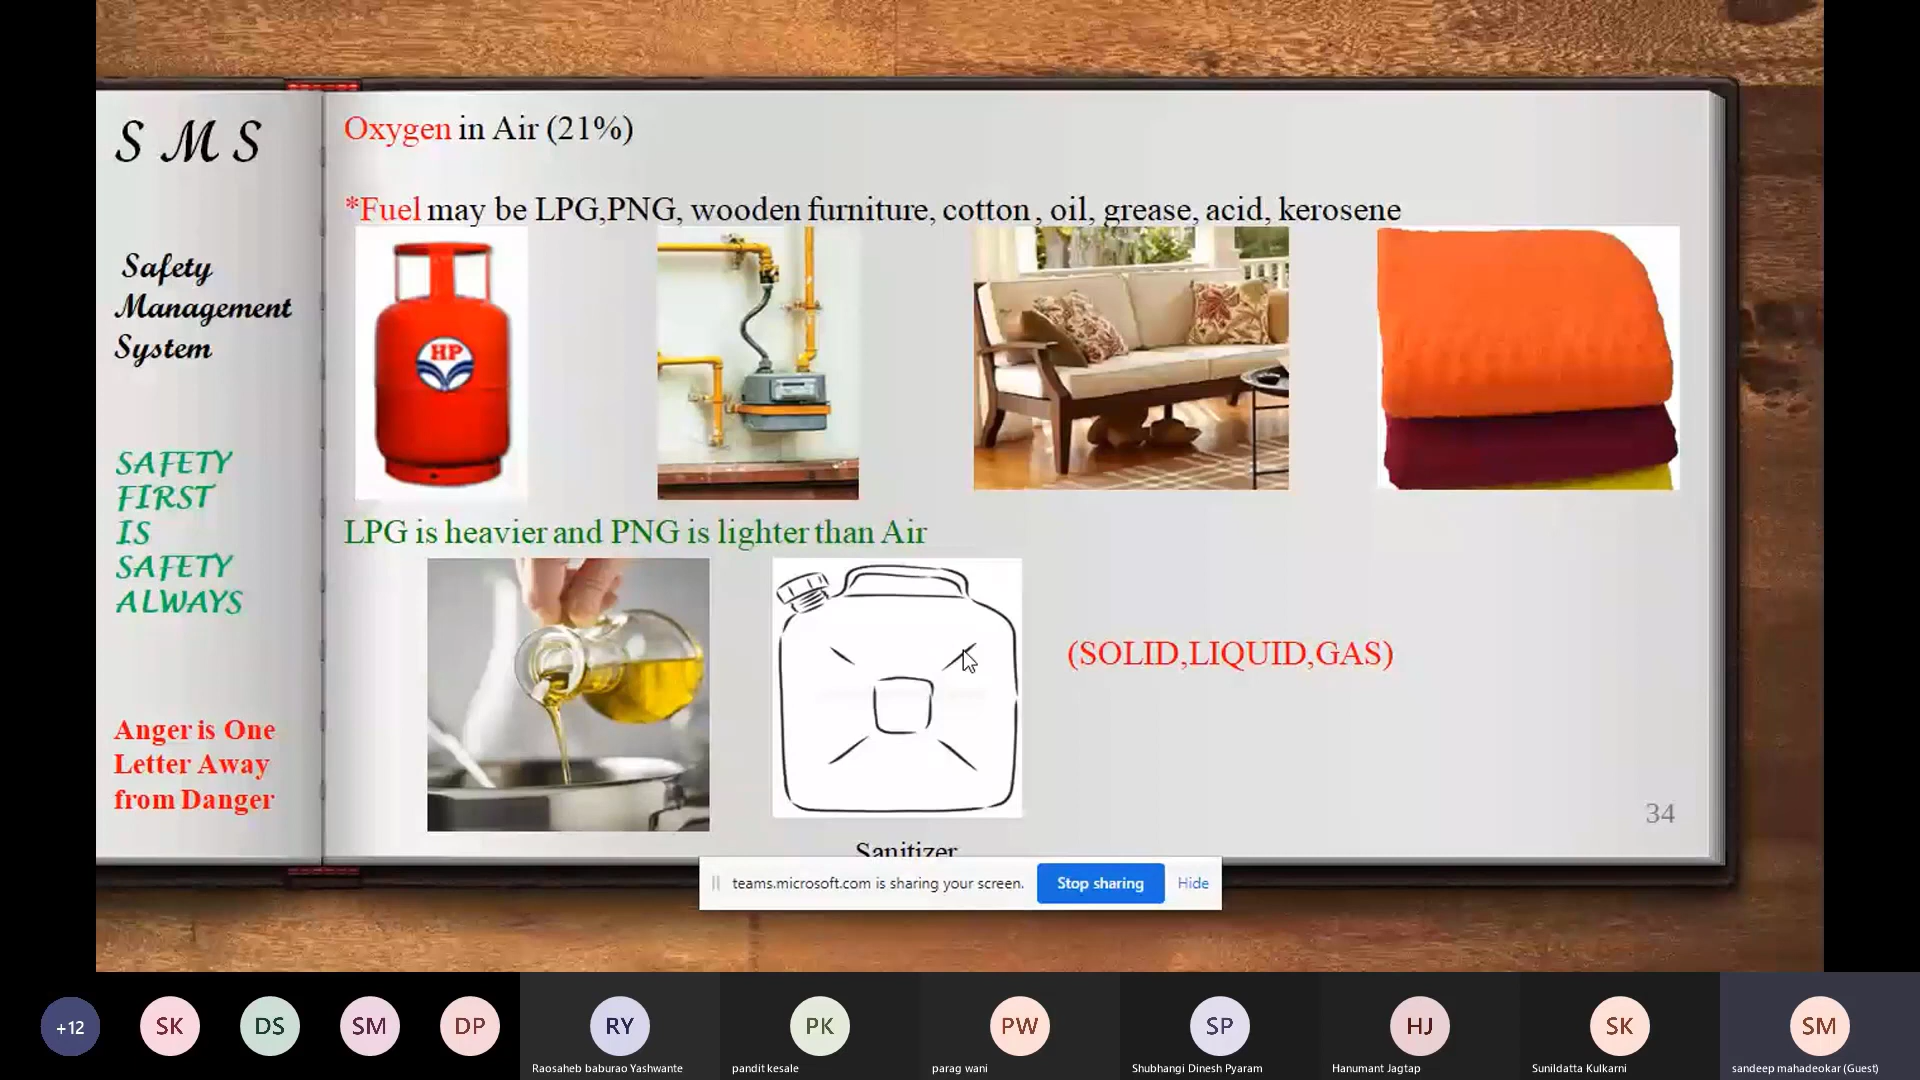 S M S
Safety
Management
System
SAFETY
FIRST
IS
SAFETY
ALWAYS
Anger is One
Letter Away
from Danger
Oxygen in Air (21%)
*Fuel may be LPG,PNG, wooden furniture, cotton , oil, grease, acid, kerosene
HP
LPG is heavier and PNG is lighter than Air
(SOLID,LIQUID,GAS)
Sanitizer
34
teams.microsoft.com is sharing your screen.
Stop sharing
Hide
+12
SK
DS
SM
DP
RY
Raosaheb baburao Yashwante
PK
pandit kesale
PW
parag wani
SP
Shubhangi Dinesh Pyaram
HJ
Hanumant Jagtap
SK
Sunildatta Kulkarni
SM
sandeep mahadeokar (Guest)